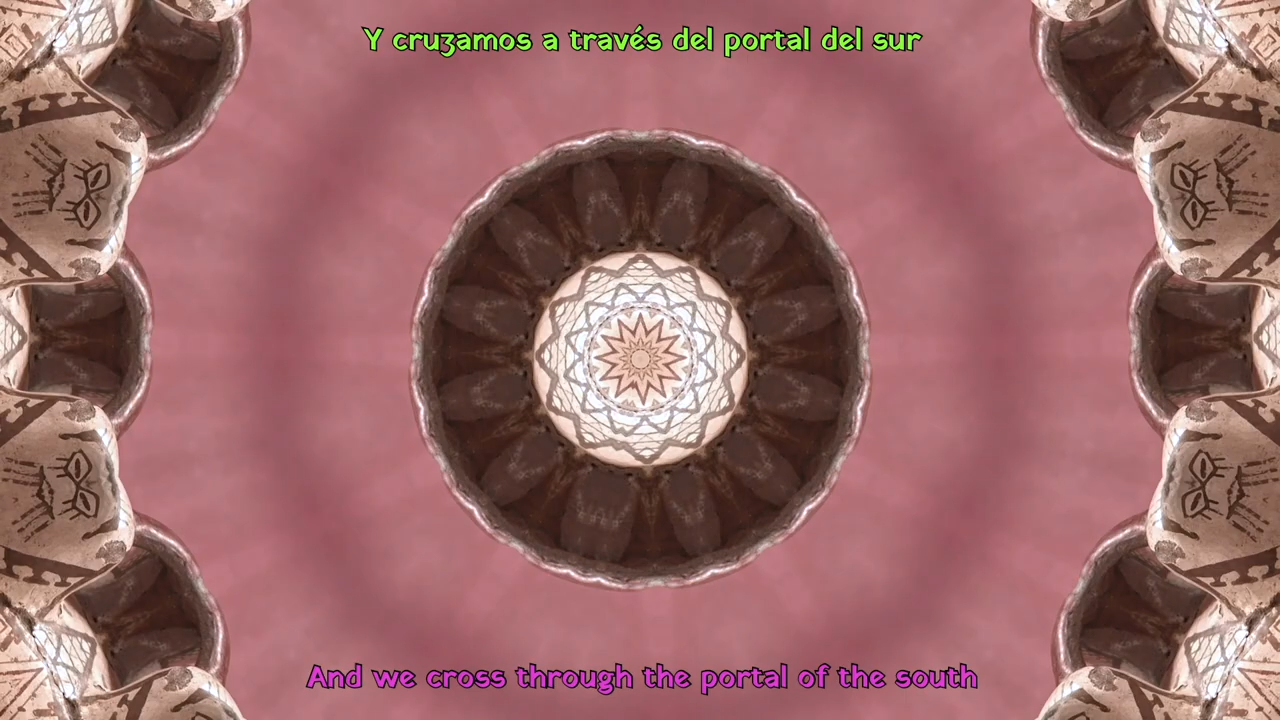 Y cruzamos a través del portal del sur
And we cross through the portal of the south